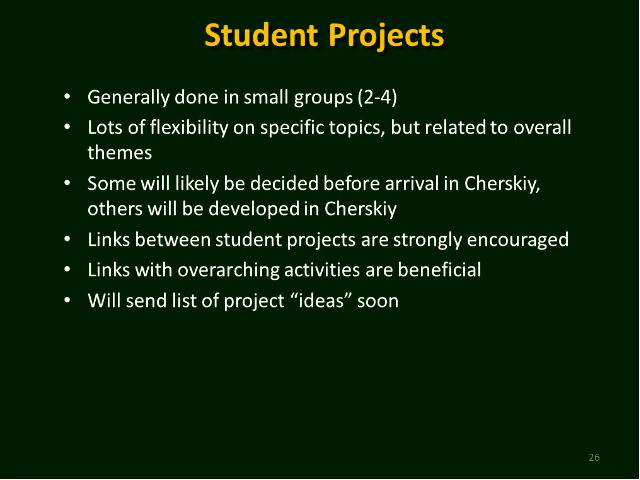 Student Projects
• Generally done in small groups (2-4)
• Lots of flexibility on specific topics, but related to overall
themes
• Some will likely be decided before arrival in Cherskiy,
others will be developed in Cherskiy
• Links between student projects are strongly encouraged
• Links with overarching activities are beneficial
• Will send list of project “ideas” soon
26